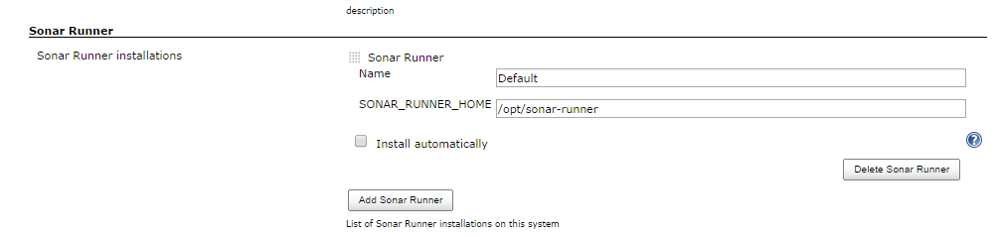 description
Sonar Runner
Sonar Runner installations
Sonar Runner
Name
Default
SONAR_RUNNER_HOME
/opt/sonar-runner
Install automatically
?
Delete Sonar Runner
Add Sonar Runner
List of Sonar Runner installations on this system